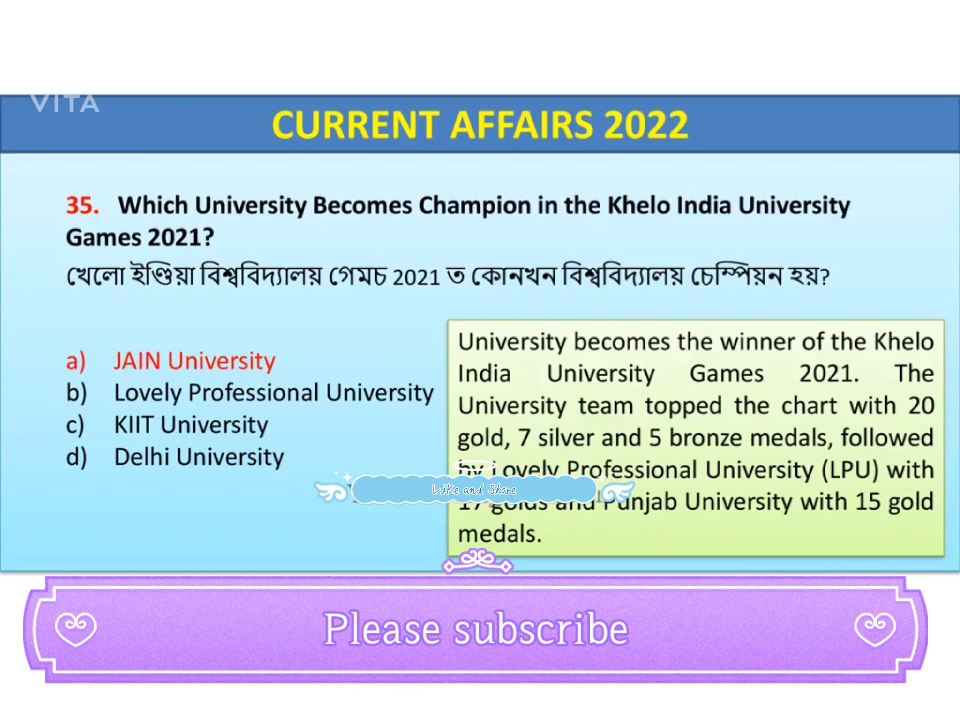 VITA
CURRENT AFFAIRS 2022
35. Which University Becomes Champion in the Khelo India University
Games 2021?
খেলো ইণ্ডিয়া বিশ্ববিদ্যালয় গেমচ 2021 ত কোনখন বিশ্ববিদ্যালয় চেম্পিয়ন হয়?
a) JAIN University
b) Lovely Professional University
c) KIIT University
d) Delhi University
University becomes the winner of the Khelo
India University Games 2021. The
University team topped the chart with 20
gold, 7 silver and 5 bronze medals, followed
by Lovely Professional University (LPU) with
17 golds and Punjab University with 15 gold
medals.
Like and Share
Please subscribe